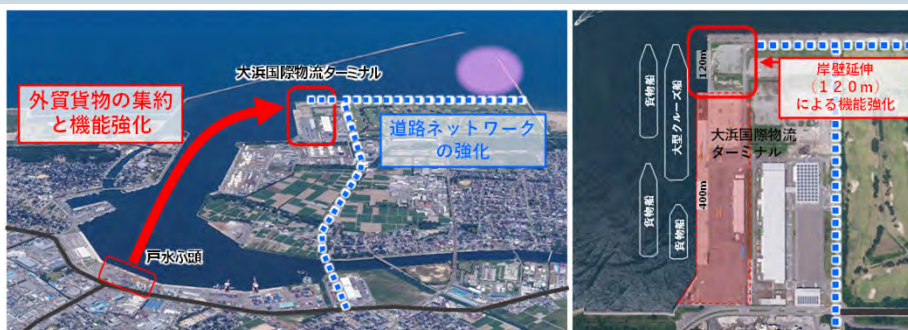 大浜国際物流ターミナル
外貿貨物の集約
と機能強化
道路ネットワーク
の強化
戸水ふ頭
貨物船
大型クルーズ船
120m
岸壁延伸
(120m)
による機能強化
大浜国際物流
ターミナル
400m
貨物船
貨物船